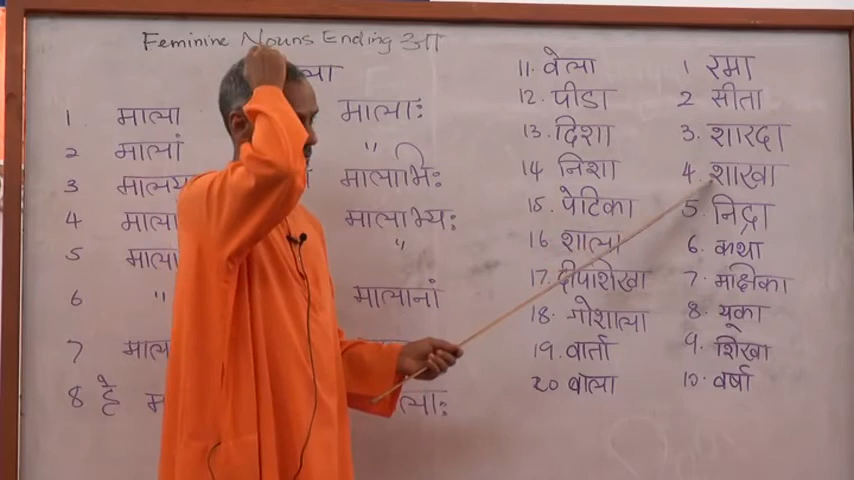 Feminine Nouns Ending आ
1 माला मालाः
2 मालां "
3 मालय मालाभिः
4 माला मालाभ्यः
5 माला "
6 " मालानां
7 माल
8 हे म लाः
11. वेला
12. पीडा
13. दिशा
14 निशा
15. पेटिका
16 शाला
17. दीपशिखा
18. गोशाला
19. वार्ता
20 बाला
1 रमा
2 सीता
3. शारदा
4. शाखा
5. निद्रा
6. कथा
7. मक्षिका
8. यूका
9. शिखा
10. वर्षा